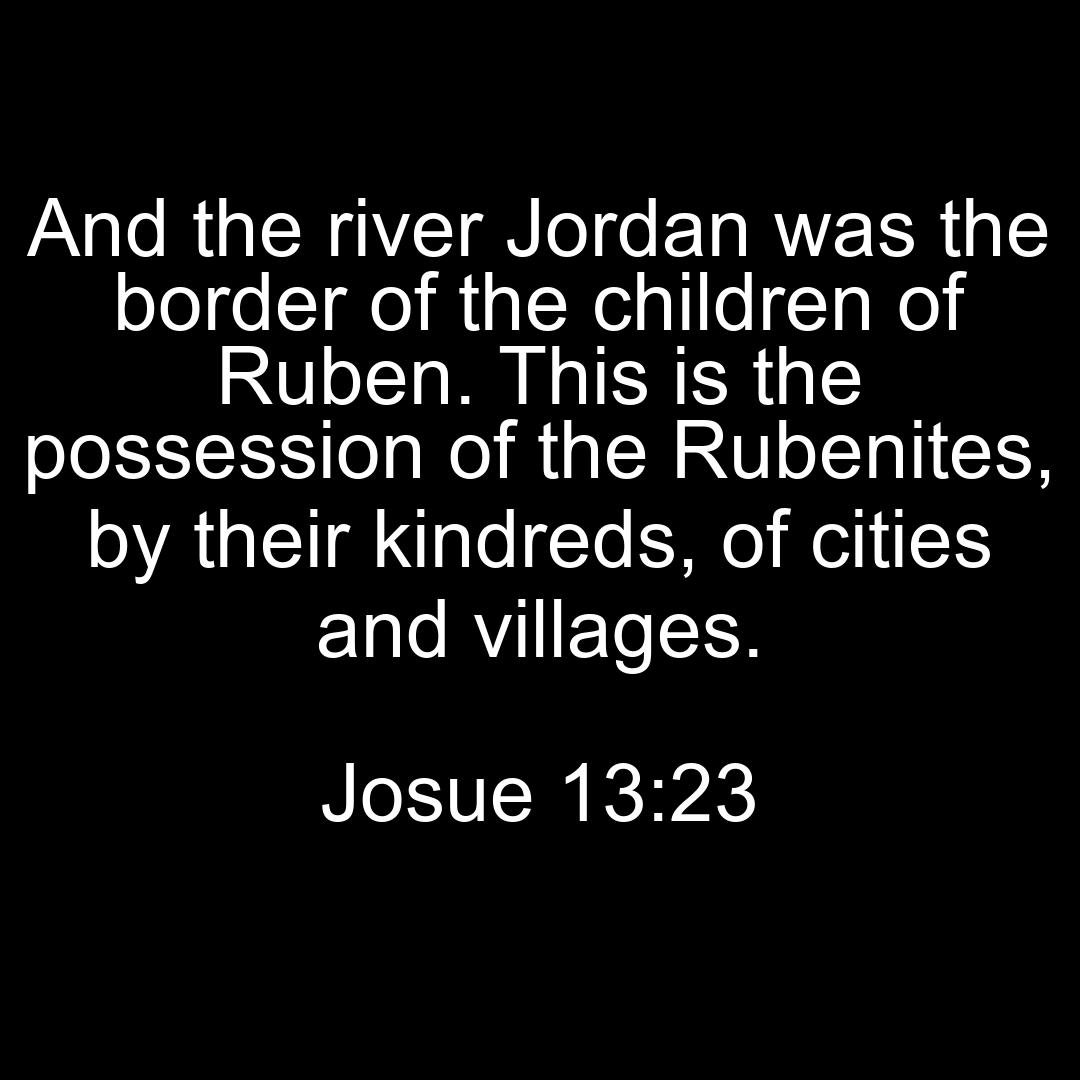 And the river Jordan was the
border of the children of
Ruben. This is the
possession of the Rubenites,
by their kindreds, of cities
and villages.
Josue 13:23